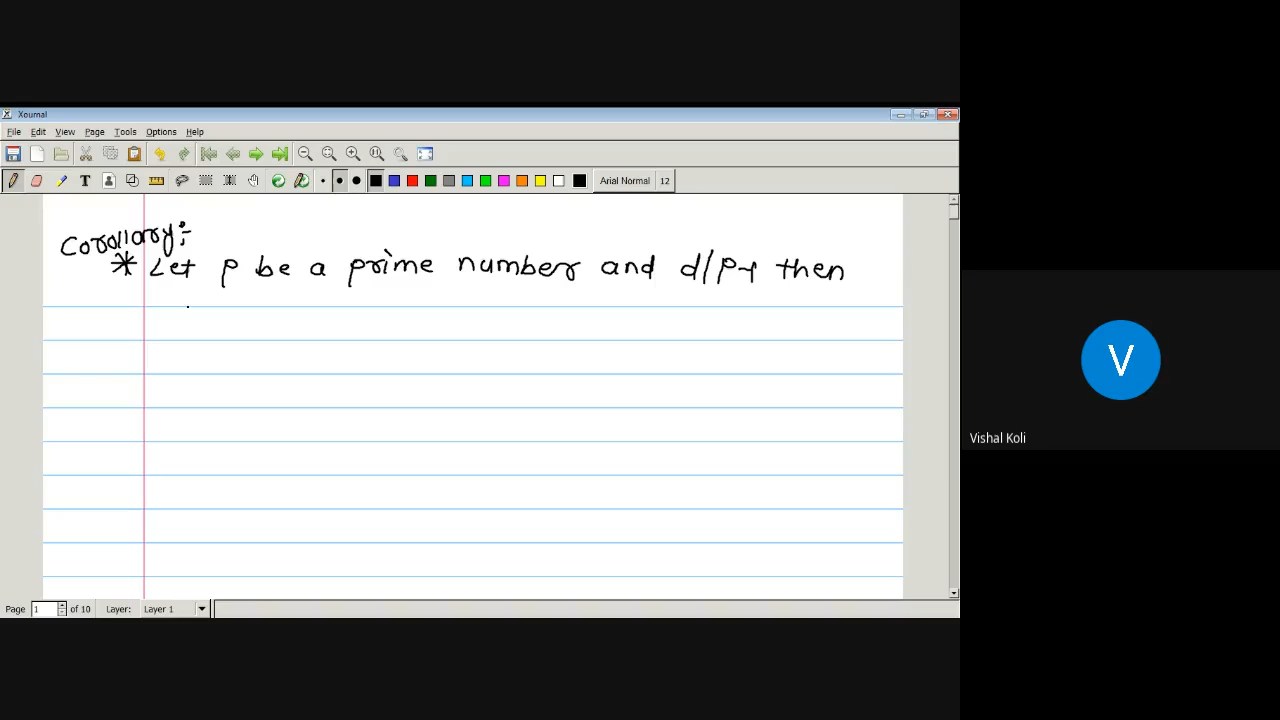 Xournal
File Edit View Page Tools Options Help
Arial Normal 12
Corollary:-
* Let p be a prime number and d/p-1 then
Page 1 of 10 Layer: Layer 1
V
Vishal Koli